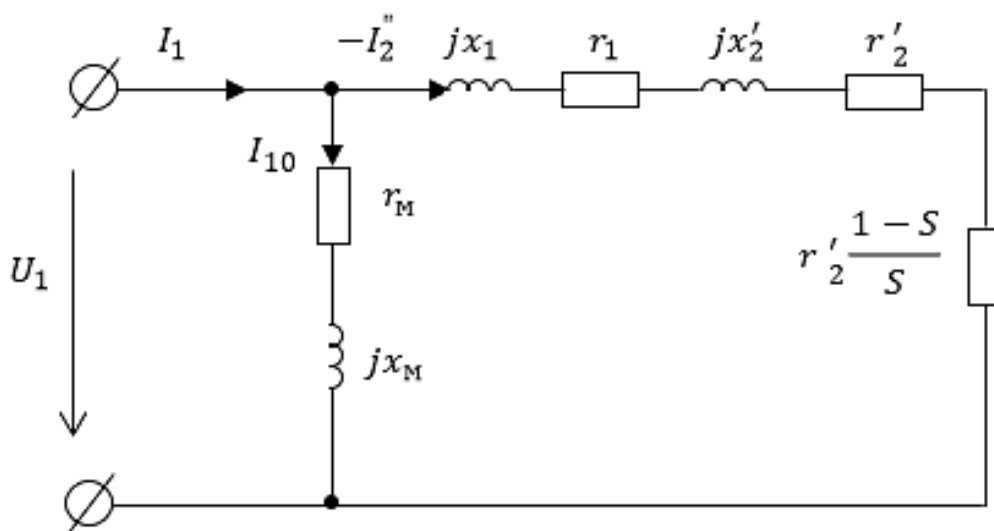 I₁
−I₂″
jx₁
r₁
jx₂′
r′₂
I₁₀
rм
U₁
r′₂ (1 − S)/S
jxм